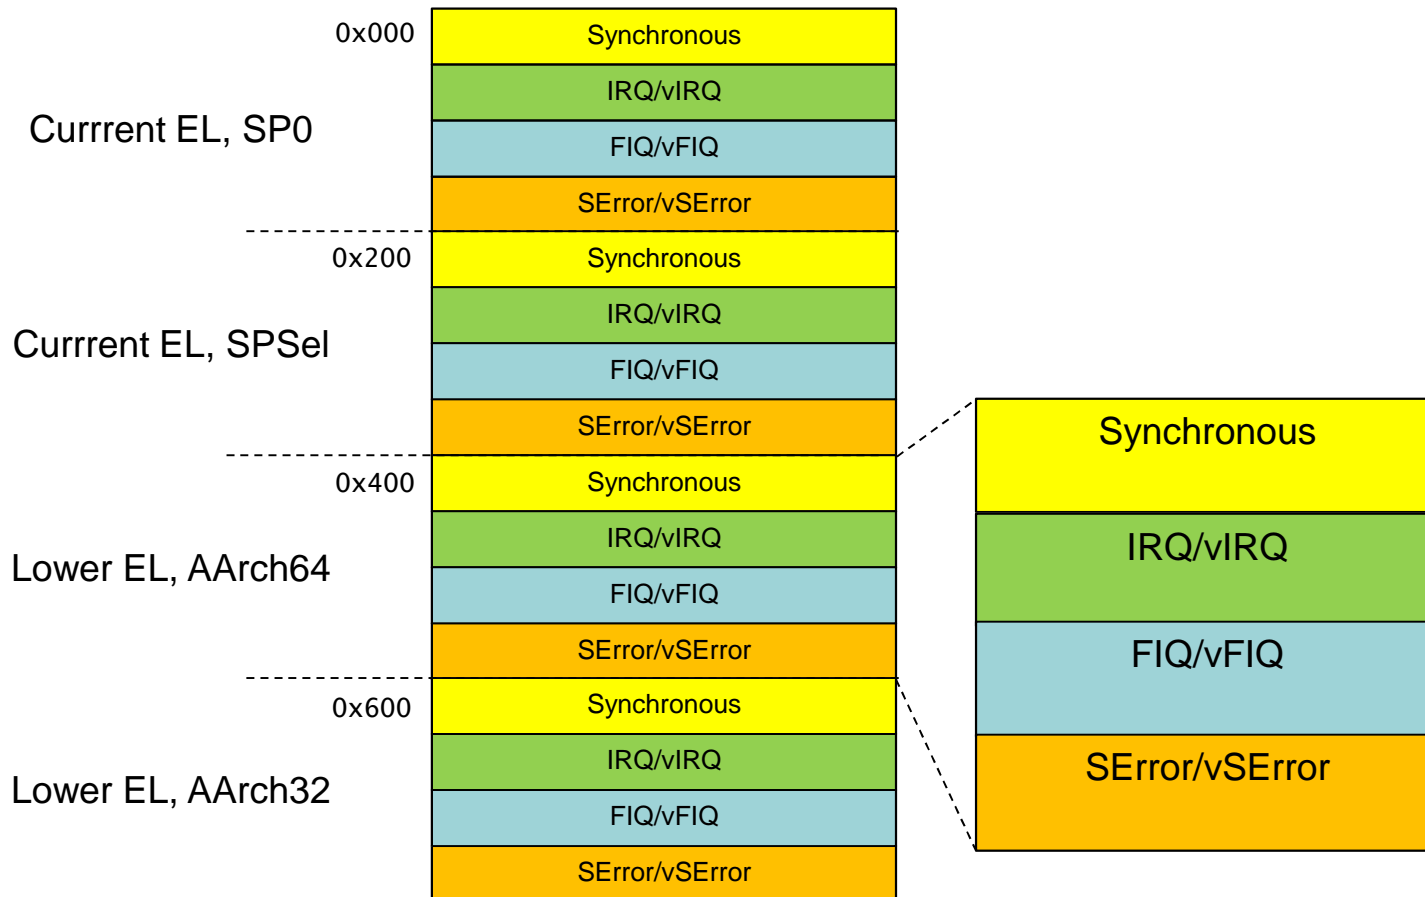 0x000
Synchronous
IRQ/vIRQ
Currrent EL, SP0
FIQ/vFIQ
SError/vSError
0x200
Synchronous
IRQ/vIRQ
Currrent EL, SPSel
FIQ/vFIQ
SError/vSError
0x400
Synchronous
IRQ/vIRQ
Lower EL, AArch64
FIQ/vFIQ
SError/vSError
0x600
Synchronous
IRQ/vIRQ
Lower EL, AArch32
FIQ/vFIQ
SError/vSError
Synchronous
IRQ/vIRQ
FIQ/vFIQ
SError/vSError